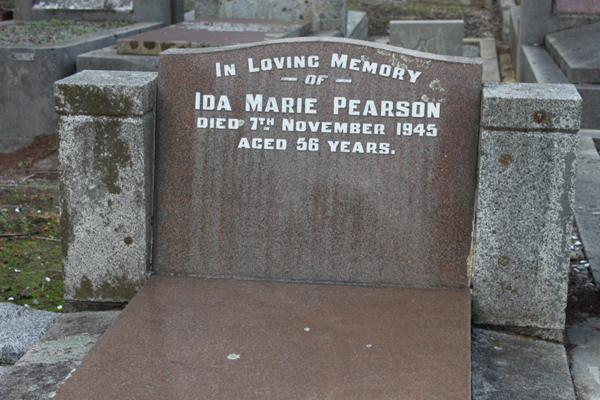 In Loving Memory
— OF —
IDA MARIE PEARSON
DIED 7TH NOVEMBER 1945
AGED 56 YEARS.